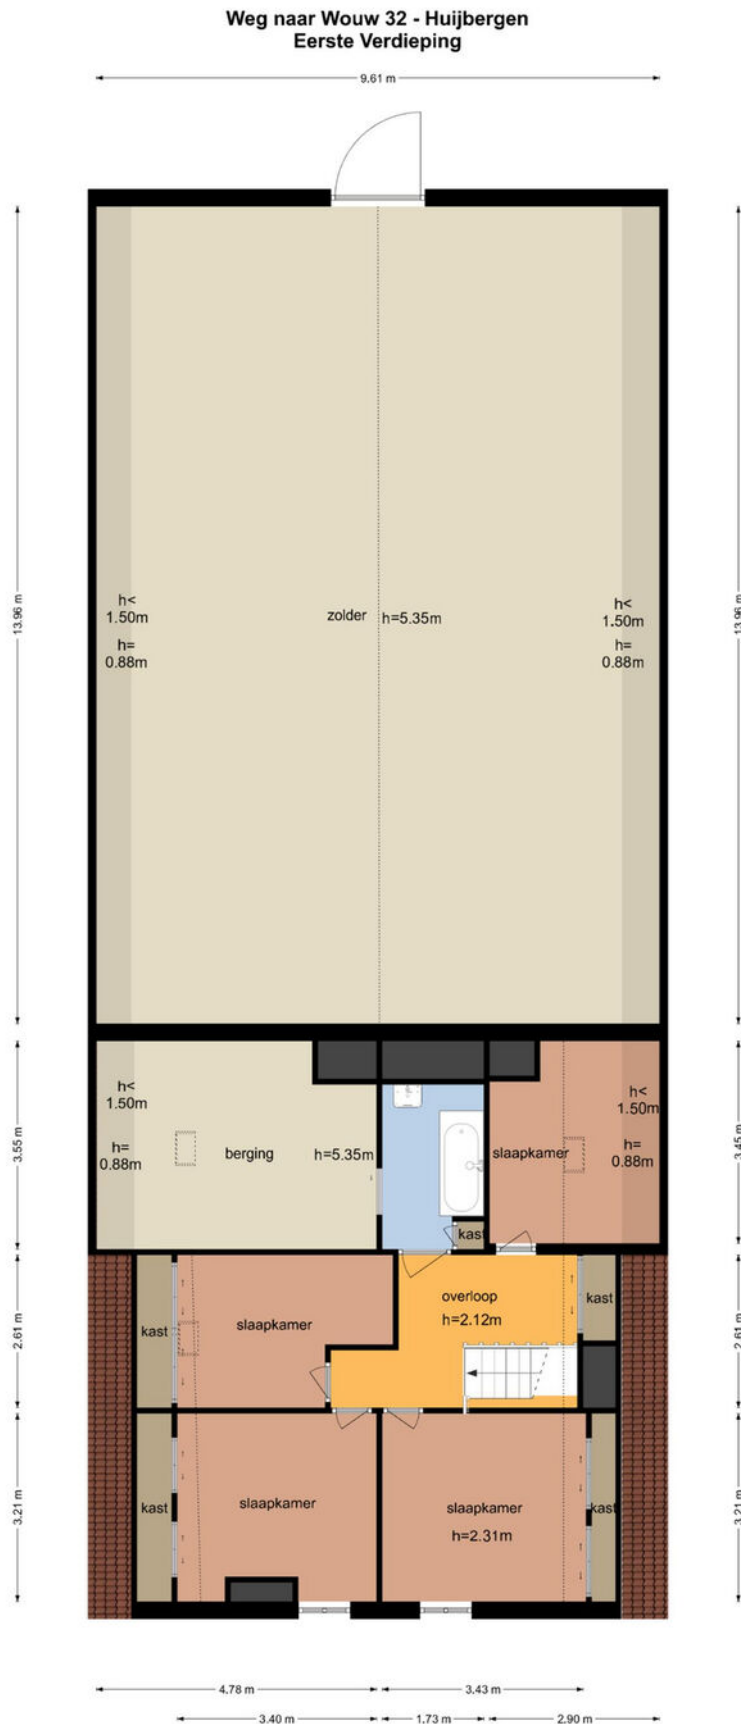 Weg naar Wouw 32 - Huijbergen
Eerste Verdieping
9.61 m
13.96 m
13.96 m
h<
1.50m
h=
0.88m
zolder
h=5.35m
h<
1.50m
h=
0.88m
3.55 m
3.45 m
h<
1.50m
h=
0.88m
berging
h=5.35m
slaapkamer
h<
1.50m
h=
0.88m
kast
2.61 m
2.61 m
kast
slaapkamer
overloop
h=2.12m
kast
3.21 m
3.21 m
kast
slaapkamer
slaapkamer
h=2.31m
kast
4.78 m
3.43 m
3.40 m
1.73 m
2.90 m